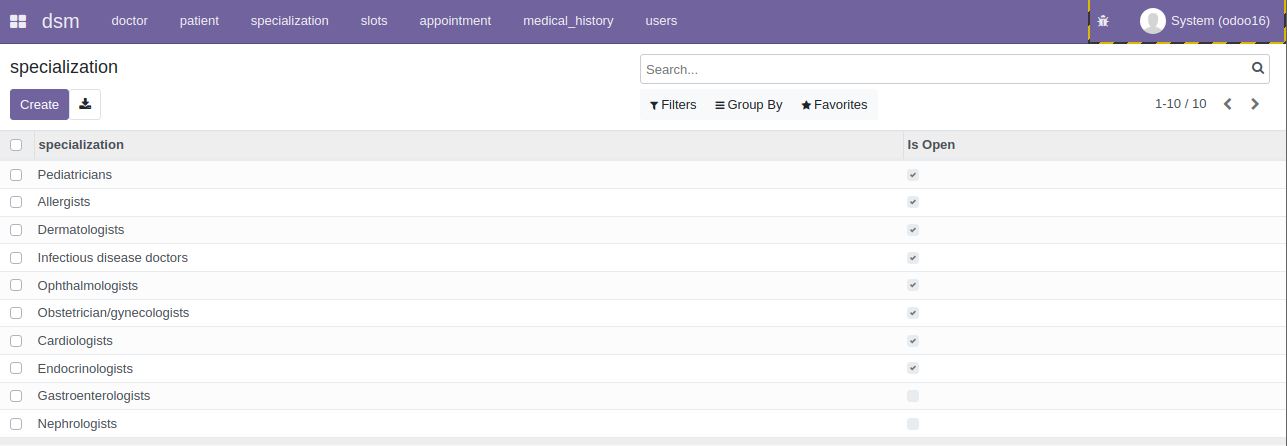 dsm doctor patient specialization slots appointment medical_history users System (odoo16)
specialization Search...
Create Filters Group By Favorites 1-10 / 10
specialization Is Open
Pediatricians
Allergists
Dermatologists
Infectious disease doctors
Ophthalmologists
Obstetrician/gynecologists
Cardiologists
Endocrinologists
Gastroenterologists
Nephrologists